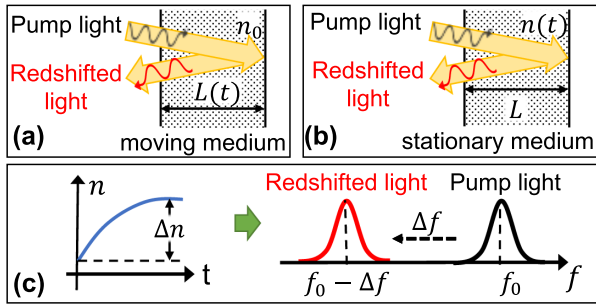 Pump light
n₀
Redshifted
light
L(t)
(a)
moving medium
Pump light
n(t)
Redshifted
light
L
(b)
stationary medium
n
Δn
t
(c)
Redshifted light
Pump light
Δf
f₀ − Δf
f₀
f